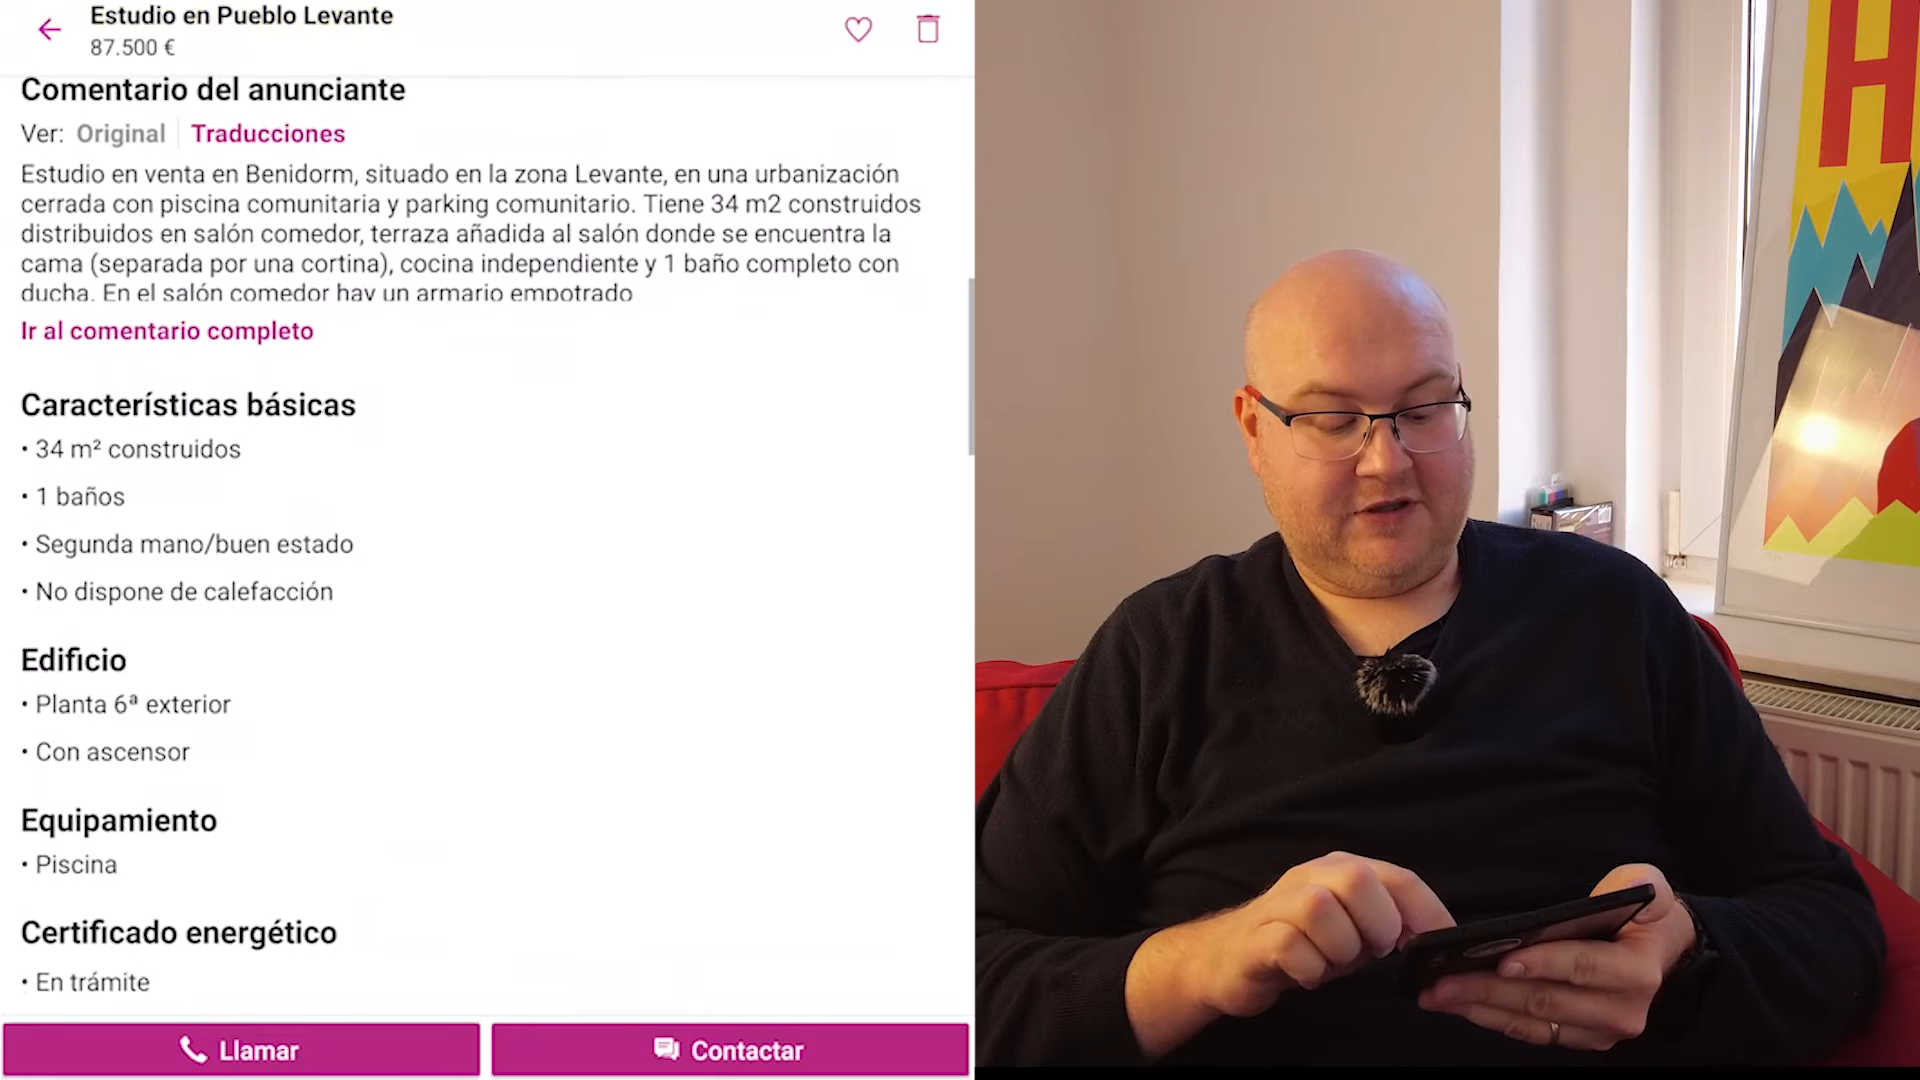 Estudio en Pueblo Levante
87.500 €
Comentario del anunciante
Ver: Original Traducciones
Estudio en venta en Benidorm, situado en la zona Levante, en una urbanización
cerrada con piscina comunitaria y parking comunitario. Tiene 34 m2 construidos
distribuidos en salón comedor, terraza añadida al salón donde se encuentra la
cama (separada por una cortina), cocina independiente y 1 baño completo con
ducha. En el salón comedor hay un armario empotrado
Ir al comentario completo
Características básicas
• 34 m² construidos
• 1 baños
• Segunda mano/buen estado
• No dispone de calefacción
Edificio
• Planta 6ª exterior
• Con ascensor
Equipamiento
• Piscina
Certificado energético
• En trámite
Llamar
Contactar
H